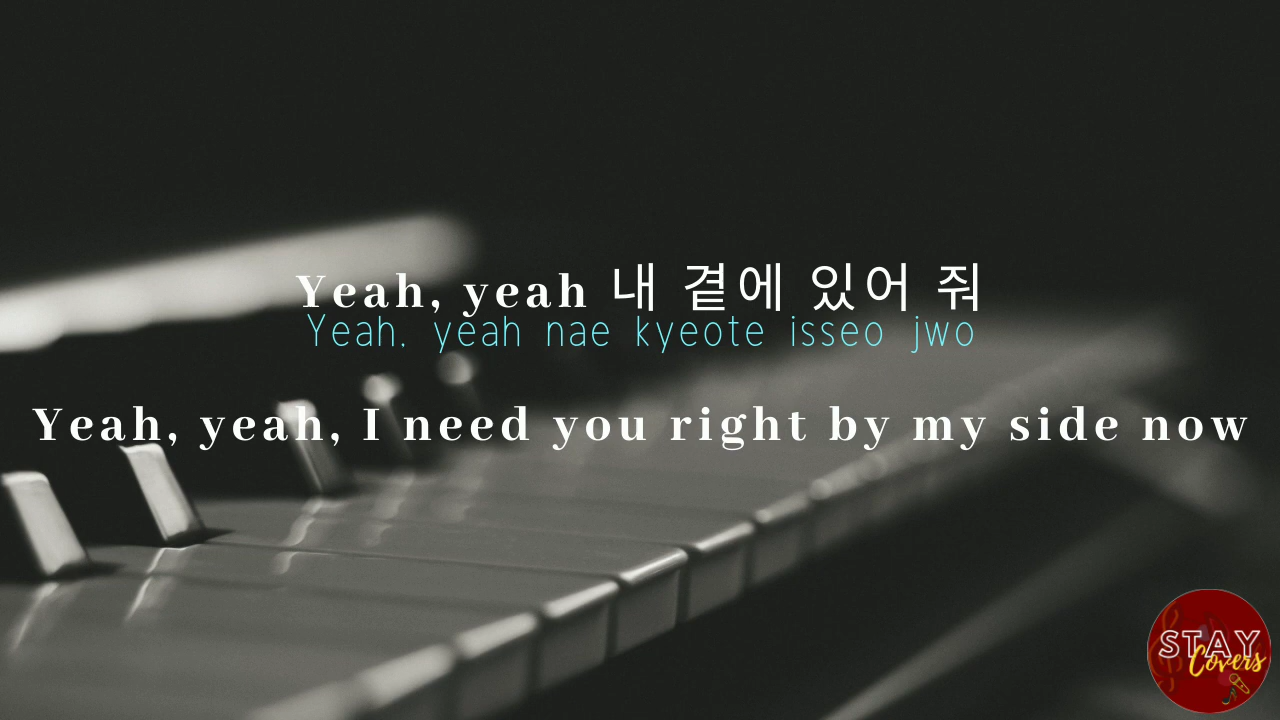 Yeah, yeah 내 곁에 있어 줘
Yeah, yeah nae kyeote isseo jwo
Yeah, yeah, I need you right by my side now
STAY
Covers